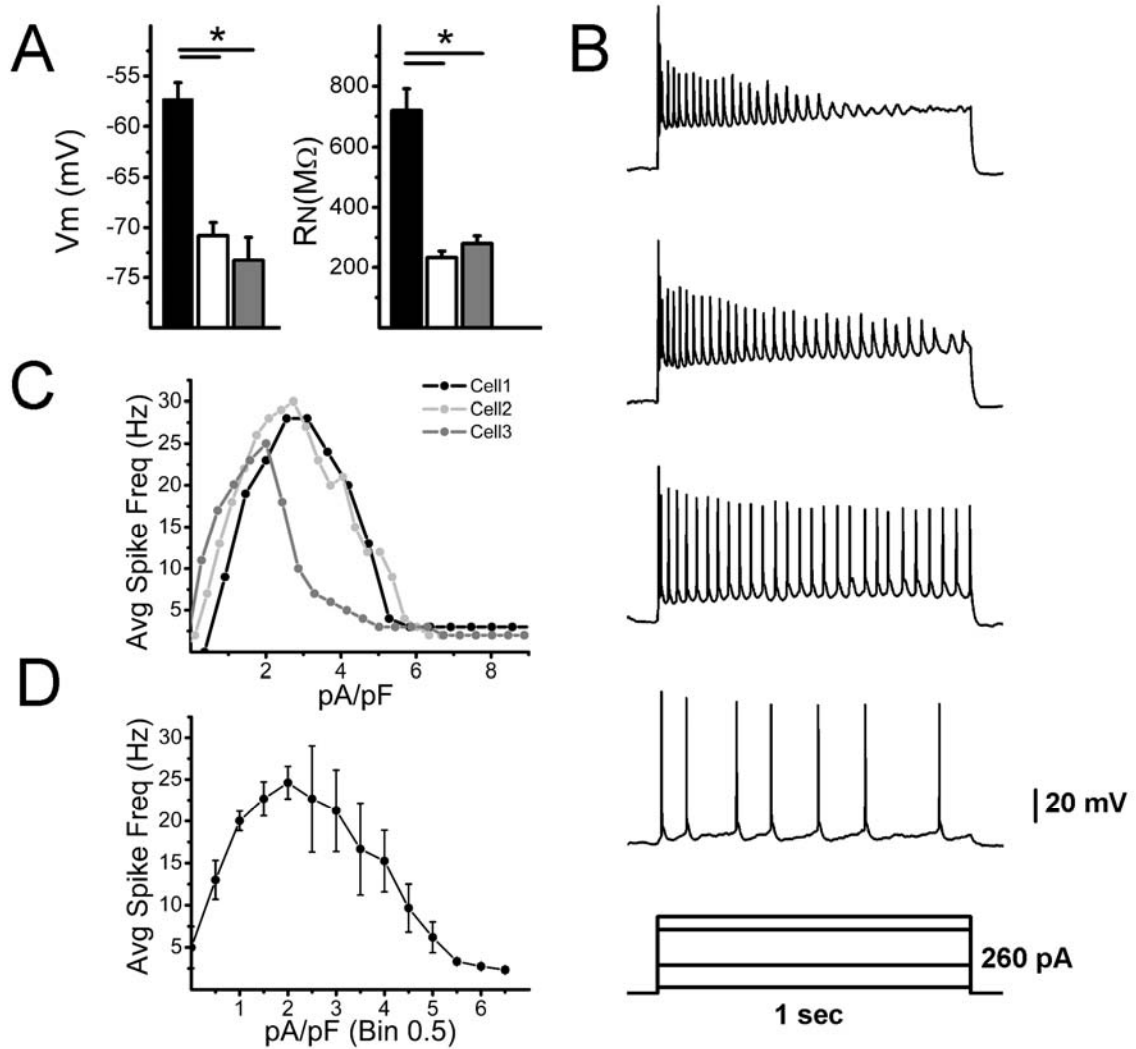 A
Vm (mV)
-55
-60
-65
-70
-75
*
RN(MΩ)
800
600
400
200
*
B
20 mV
260 pA
1 sec
C
Avg Spike Freq (Hz)
30
25
20
15
10
5
2 4 6 8
pA/pF
Cell1
Cell2
Cell3
D
Avg Spike Freq (Hz)
30
25
20
15
10
5
1 2 3 4 5 6
pA/pF (Bin 0.5)